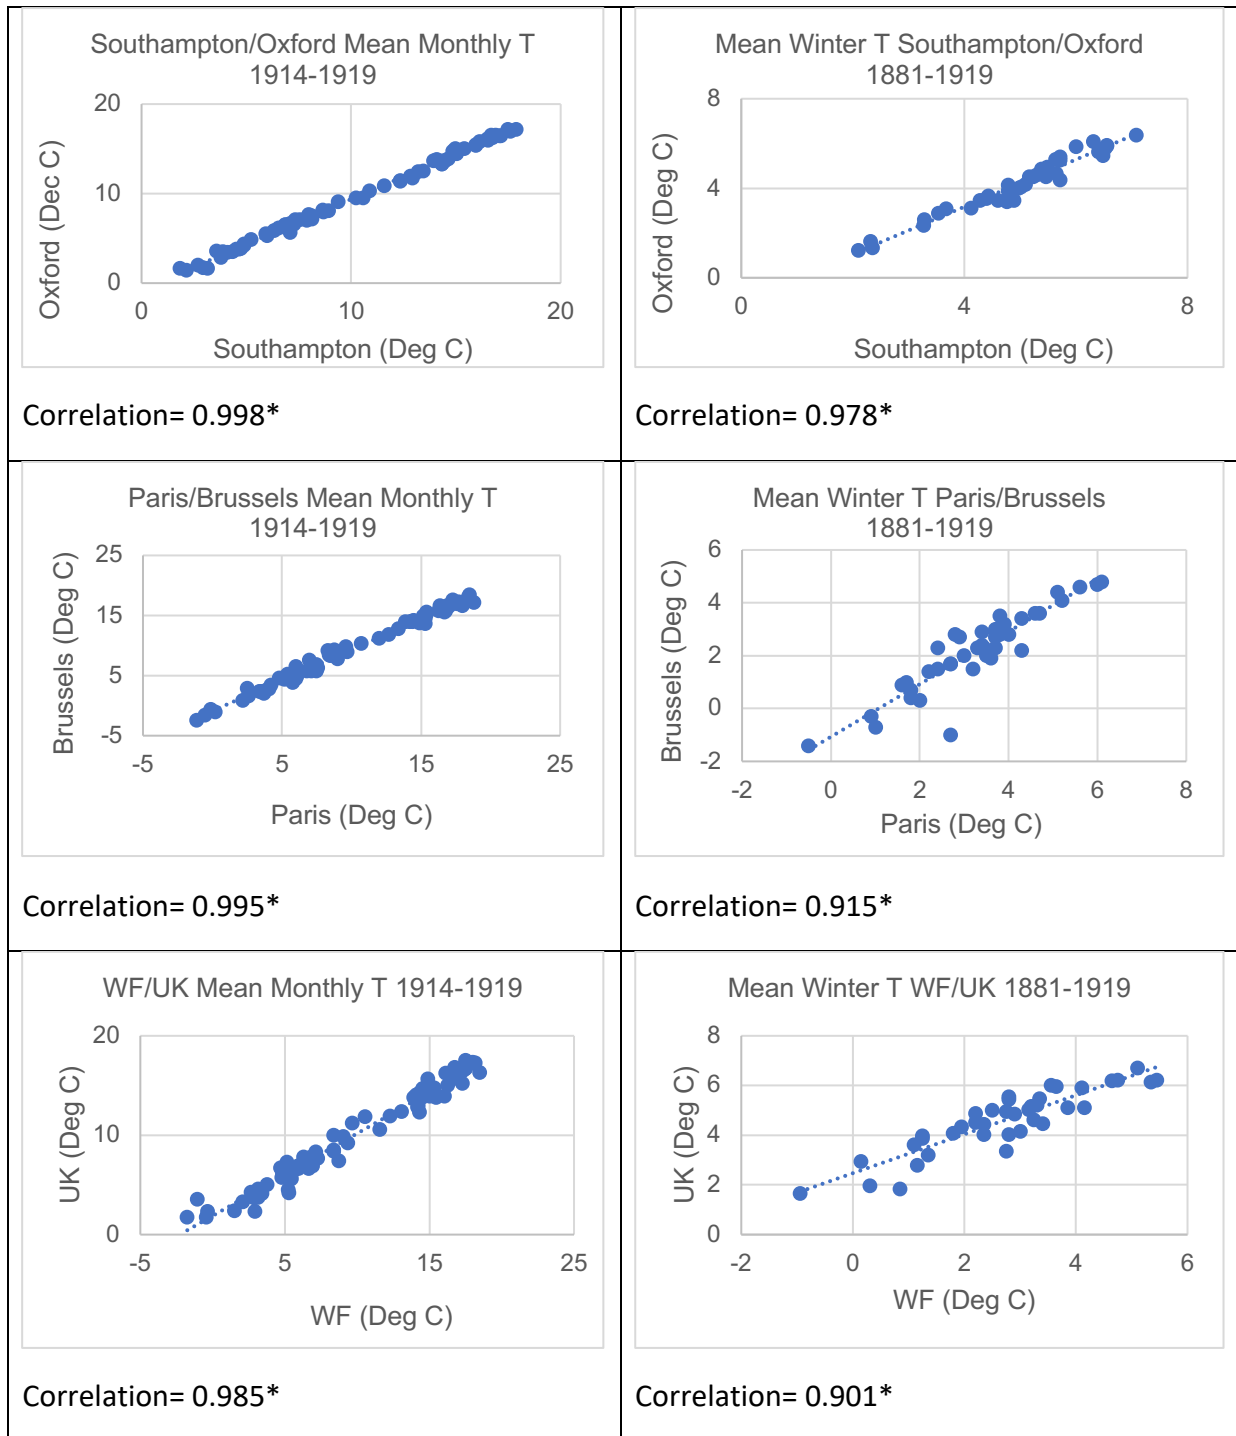 Southampton/Oxford Mean Monthly T
1914-1919
20
10
0
0
10
20
Oxford (Dec C)
Southampton (Deg C)
Correlation= 0.998*
Mean Winter T Southampton/Oxford
1881-1919
8
4
0
0
4
8
Oxford (Deg C)
Southampton (Deg C)
Correlation= 0.978*
Paris/Brussels Mean Monthly T
1914-1919
25
15
5
-5
-5
5
15
25
Brussels (Deg C)
Paris (Deg C)
Correlation= 0.995*
Mean Winter T Paris/Brussels
1881-1919
6
4
2
0
-2
-2
0
2
4
6
8
Brussels (Deg C)
Paris (Deg C)
Correlation= 0.915*
WF/UK Mean Monthly T 1914-1919
20
10
0
-5
5
15
25
UK (Deg C)
WF (Deg C)
Correlation= 0.985*
Mean Winter T WF/UK 1881-1919
8
6
4
2
0
-2
0
2
4
6
UK (Deg C)
WF (Deg C)
Correlation= 0.901*